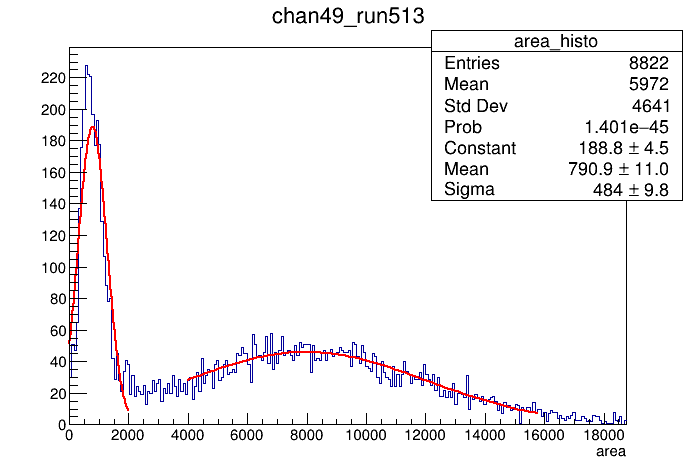 chan49_run513
area_histo
Entries 8822
Mean 5972
Std Dev 4641
Prob 1.401e−45
Constant 188.8 ± 4.5
Mean 790.9 ± 11.0
Sigma 484 ± 9.8
220
200
180
160
140
120
100
80
60
40
20
0
0 2000 4000 6000 8000 10000 12000 14000 16000 18000
area